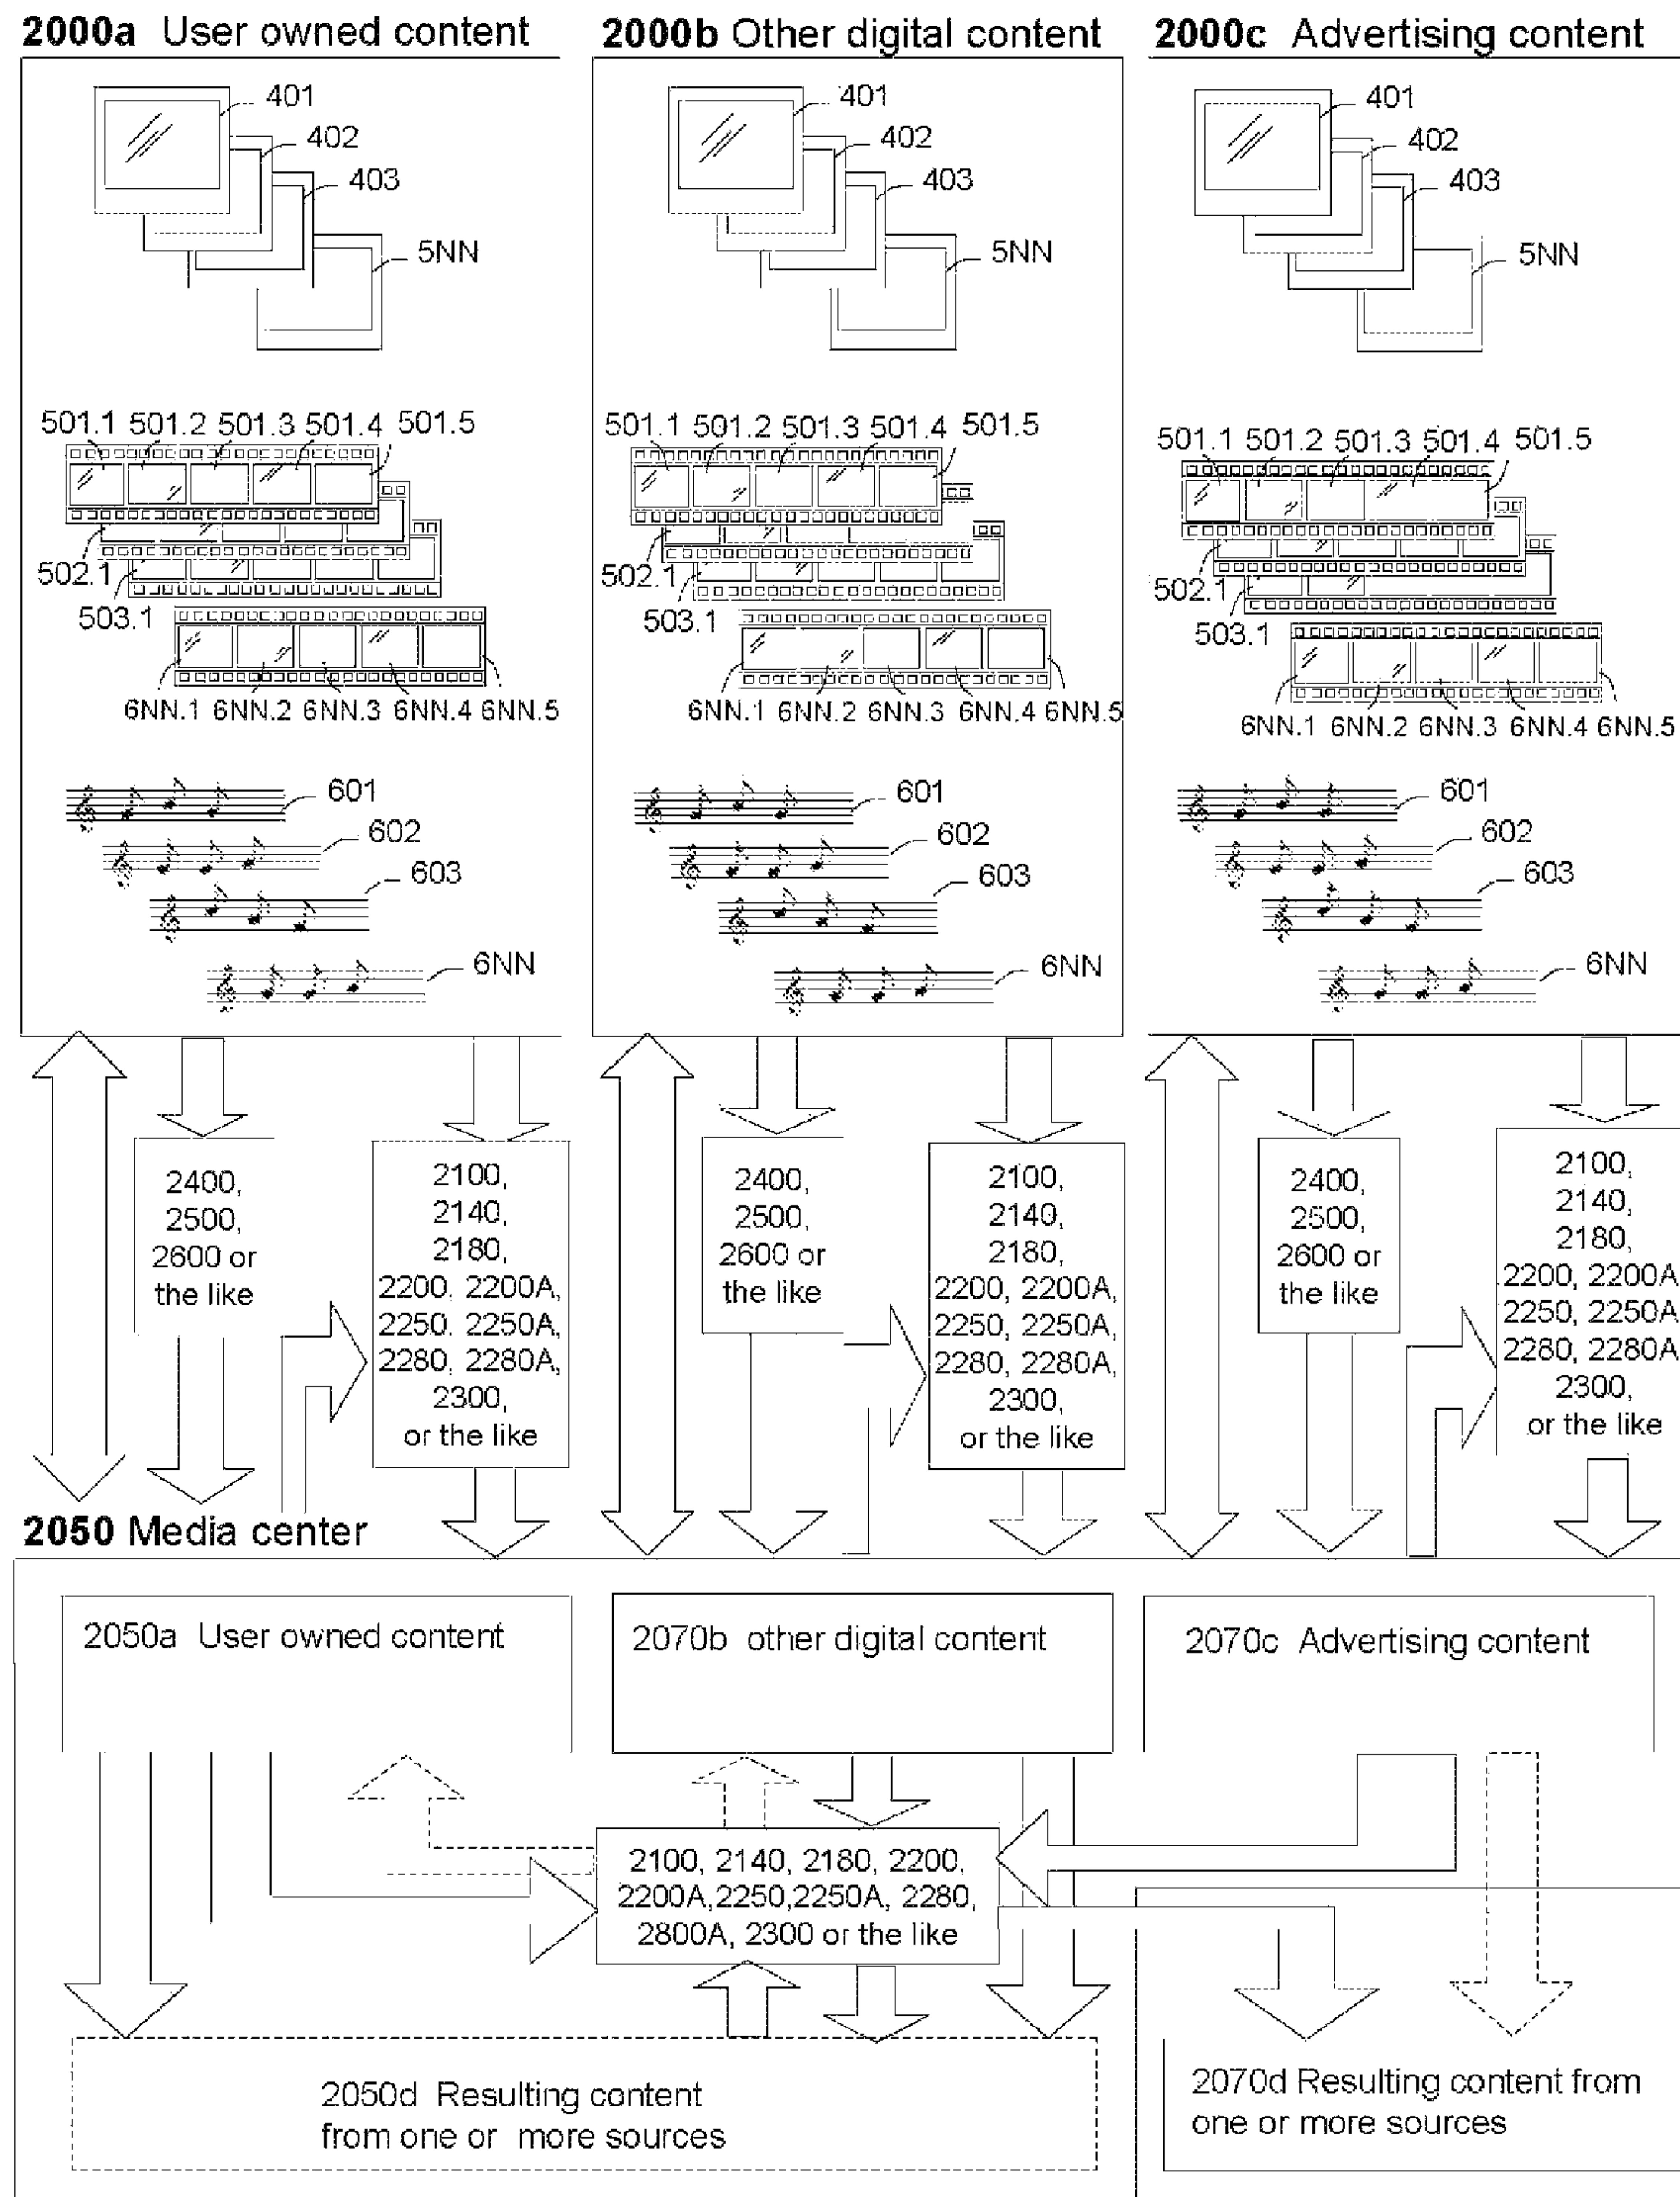 2000a User owned content
401
402
403
5NN
501.1 501.2 501.3 501.4 501.5
502.1
503.1
6NN.1 6NN.2 6NN.3 6NN.4 6NN.5
601
602
603
6NN
2000b Other digital content
401
402
403
5NN
501.1 501.2 501.3 501.4 501.5
502.1
503.1
6NN.1 6NN.2 6NN.3 6NN.4 6NN.5
601
602
603
6NN
2000c Advertising content
401
402
403
5NN
501.1 501.2 501.3 501.4 501.5
502.1
503.1
6NN.1 6NN.2 6NN.3 6NN.4 6NN.5
601
602
603
6NN
2400,
2500,
2600 or
the like
2100,
2140,
2180,
2200, 2200A,
2250. 2250A,
2280, 2280A,
2300,
or the like
2400,
2500,
2600 or
the like
2100,
2140,
2180,
2200, 2200A,
2250, 2250A,
2280, 2280A,
2300,
or the like
2400,
2500,
2600 or
the like
2100,
2140,
2180,
2200, 2200A
2250, 2250A
2280, 2280A
2300,
or the like
2050 Media center
2050a User owned content
2070b other digital content
2070c Advertising content
2100, 2140, 2180, 2200,
2200A,2250,2250A, 2280,
2800A, 2300 or the like
2050d Resulting content
from one or more sources
2070d Resulting content from
one or more sources